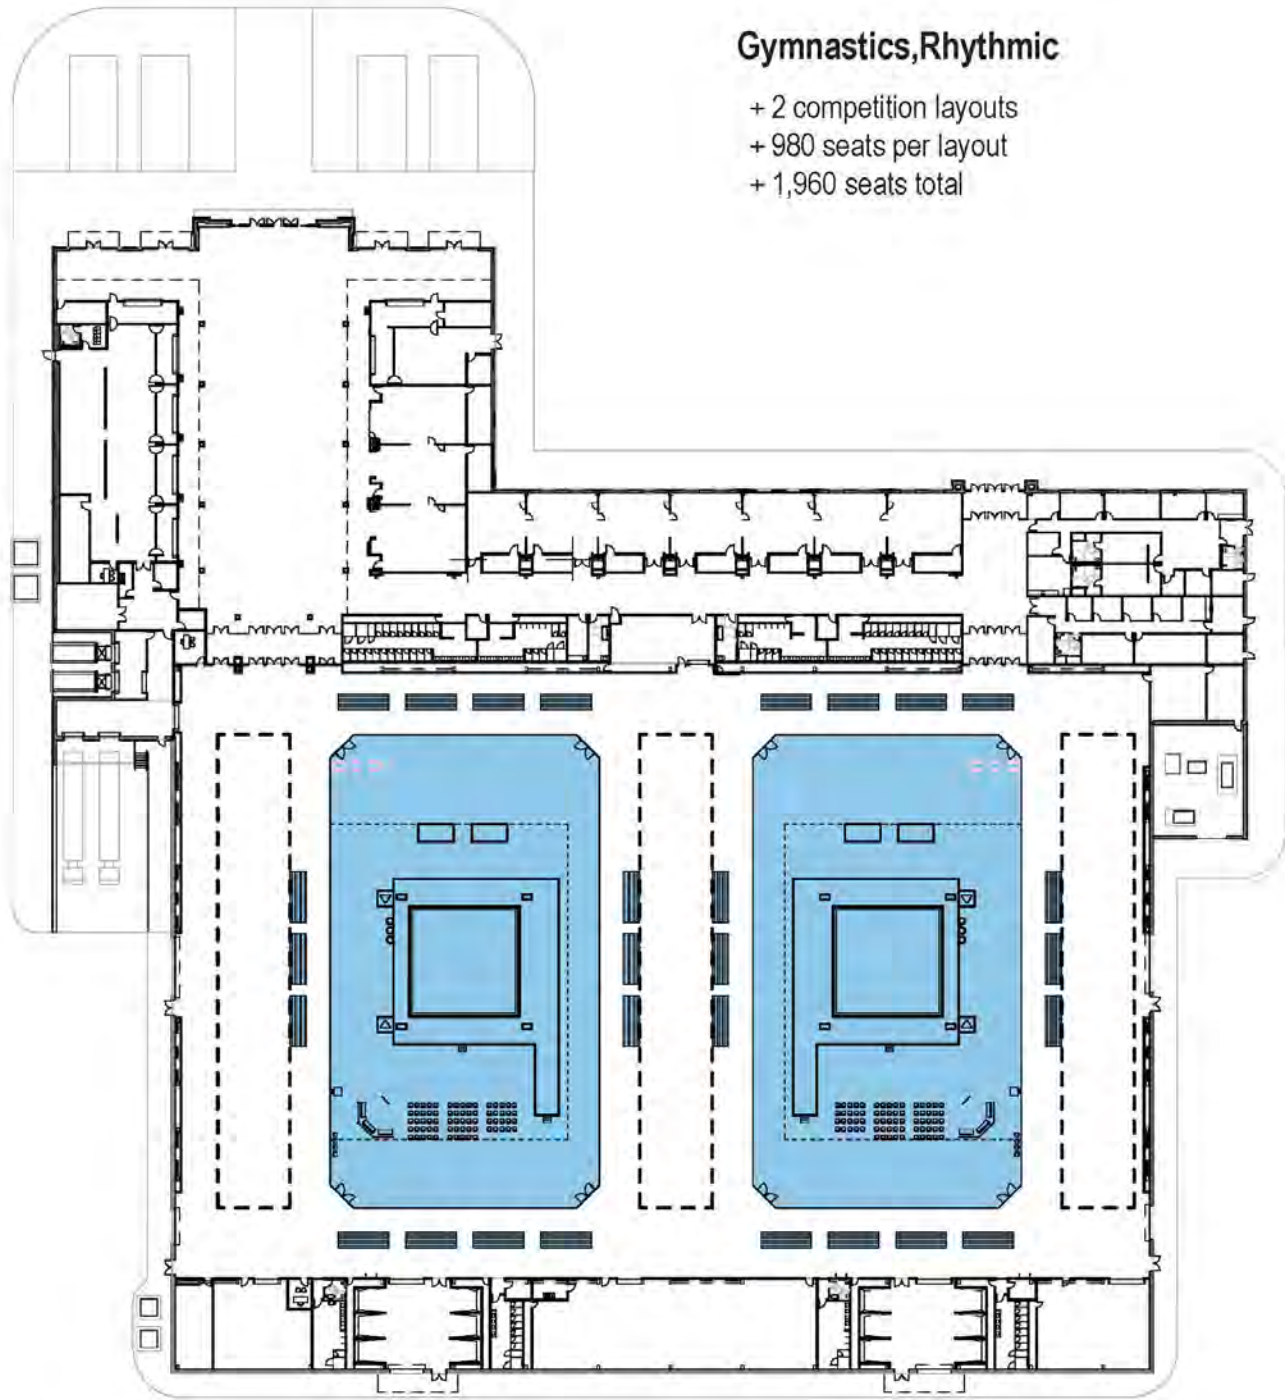 Gymnastics,Rhythmic
+ 2 competition layouts
+ 980 seats per layout
+ 1,960 seats total